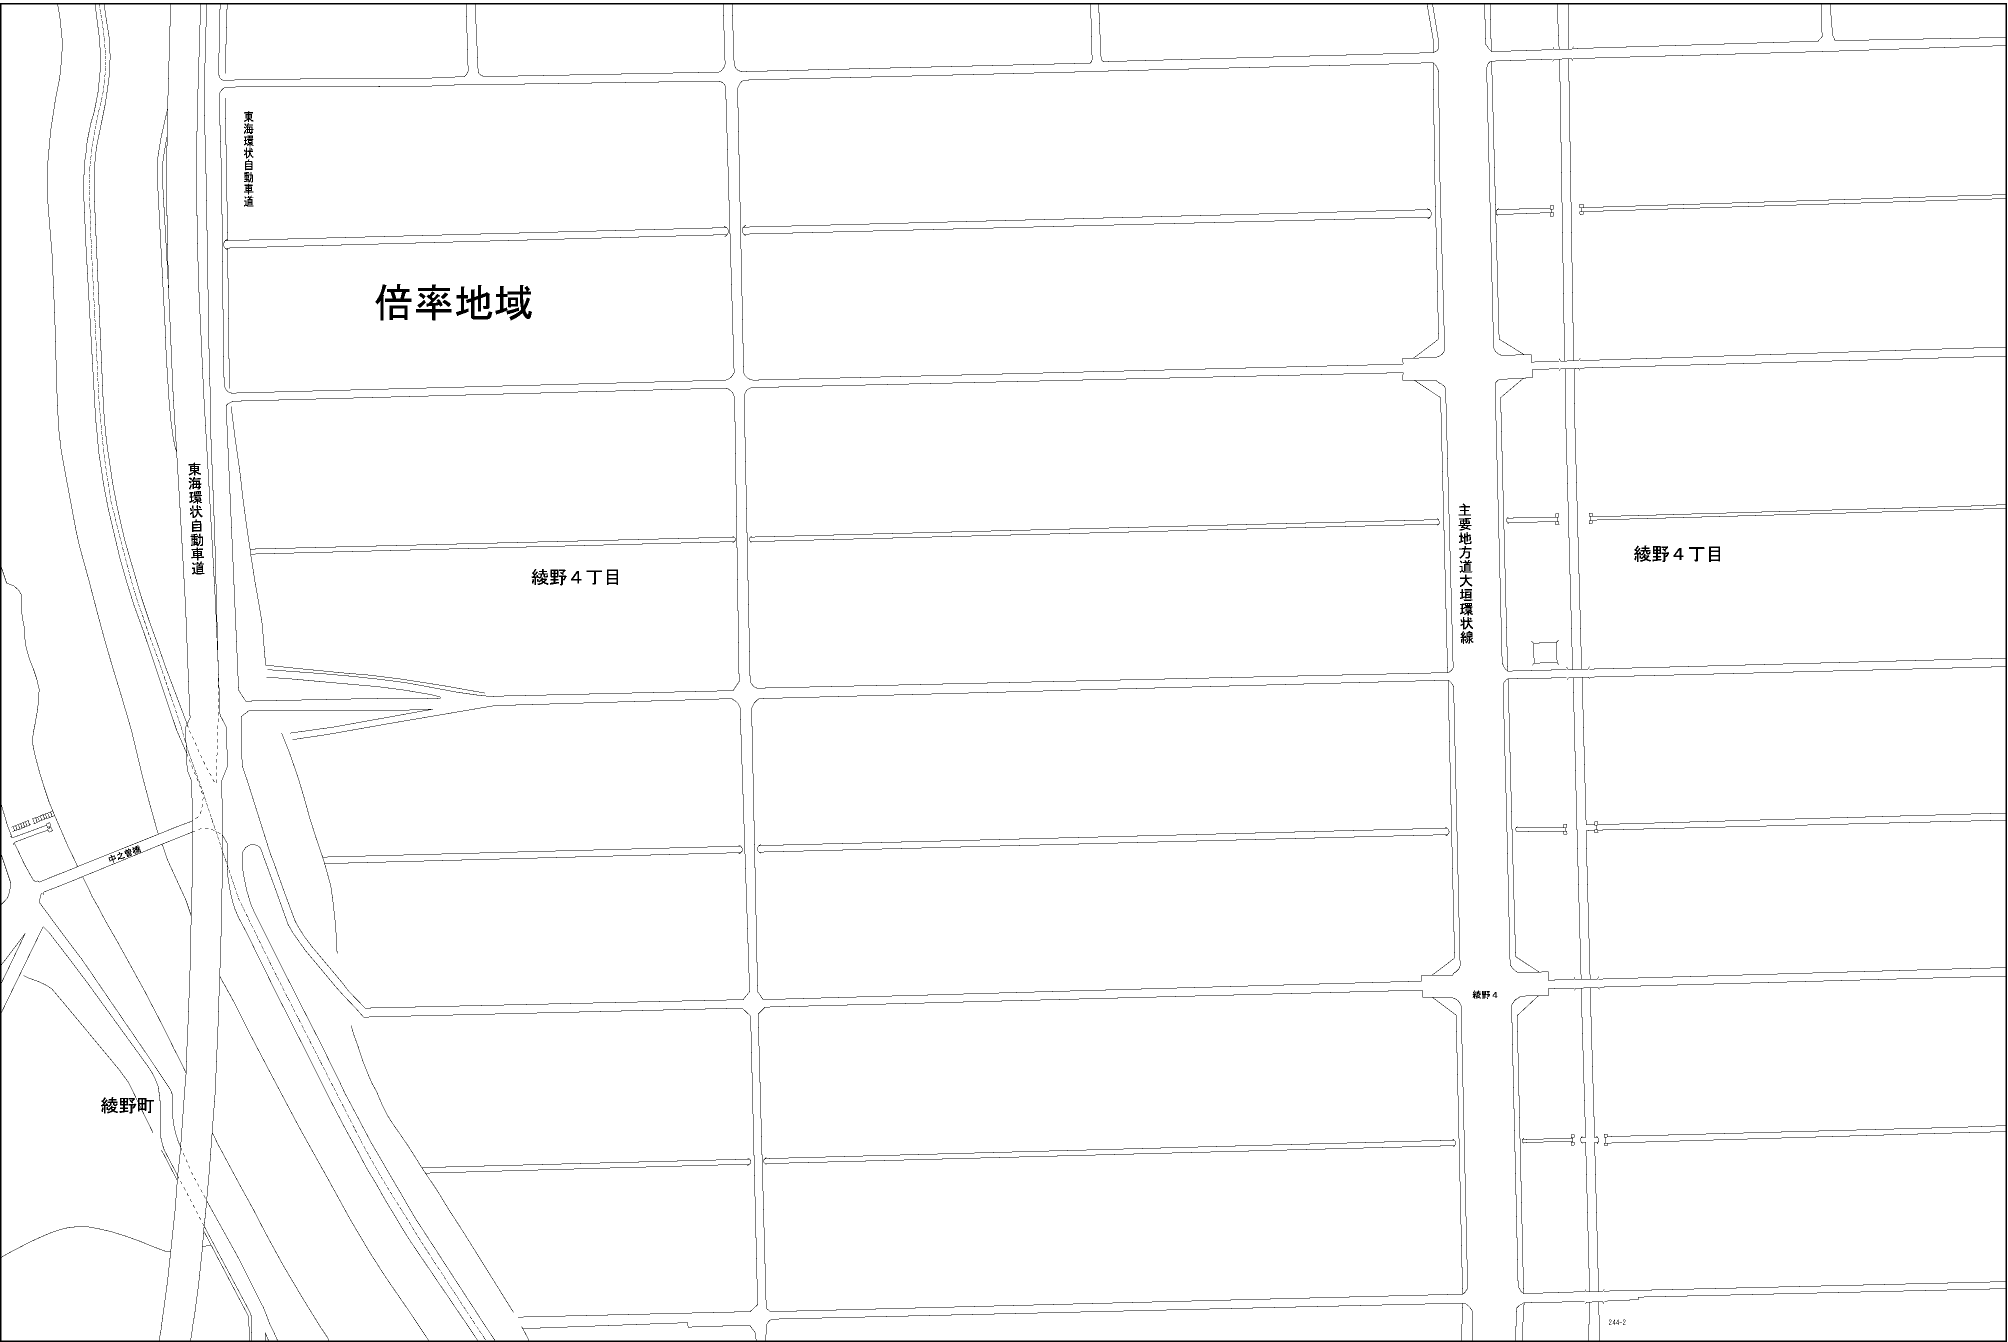 東海環状自動車道
倍率地域
東海環状自動車道
主要地方道大垣環状線
綾野４丁目
綾野４丁目
中之曽橋
綾野４
綾野町
244-2